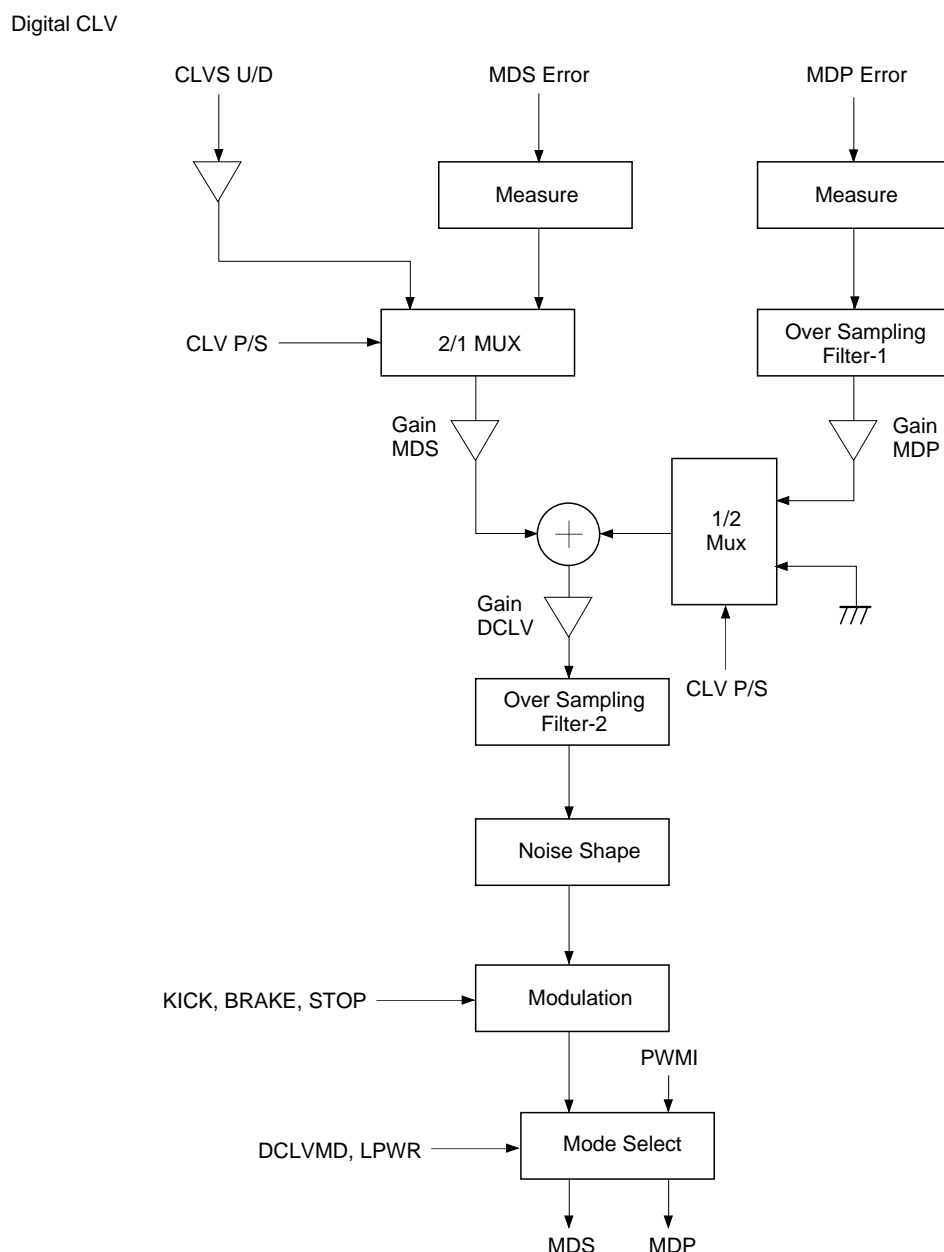 Digital CLV
CLVS U/D
MDS Error
MDP Error
Measure
Measure
CLV P/S
2/1 MUX
Over Sampling
Filter-1
Gain
MDS
Gain
MDP
1/2
Mux
+
Gain
DCLV
CLV P/S
Over Sampling
Filter-2
Noise Shape
KICK, BRAKE, STOP
Modulation
PWMI
DCLVMD, LPWR
Mode Select
MDS
MDP